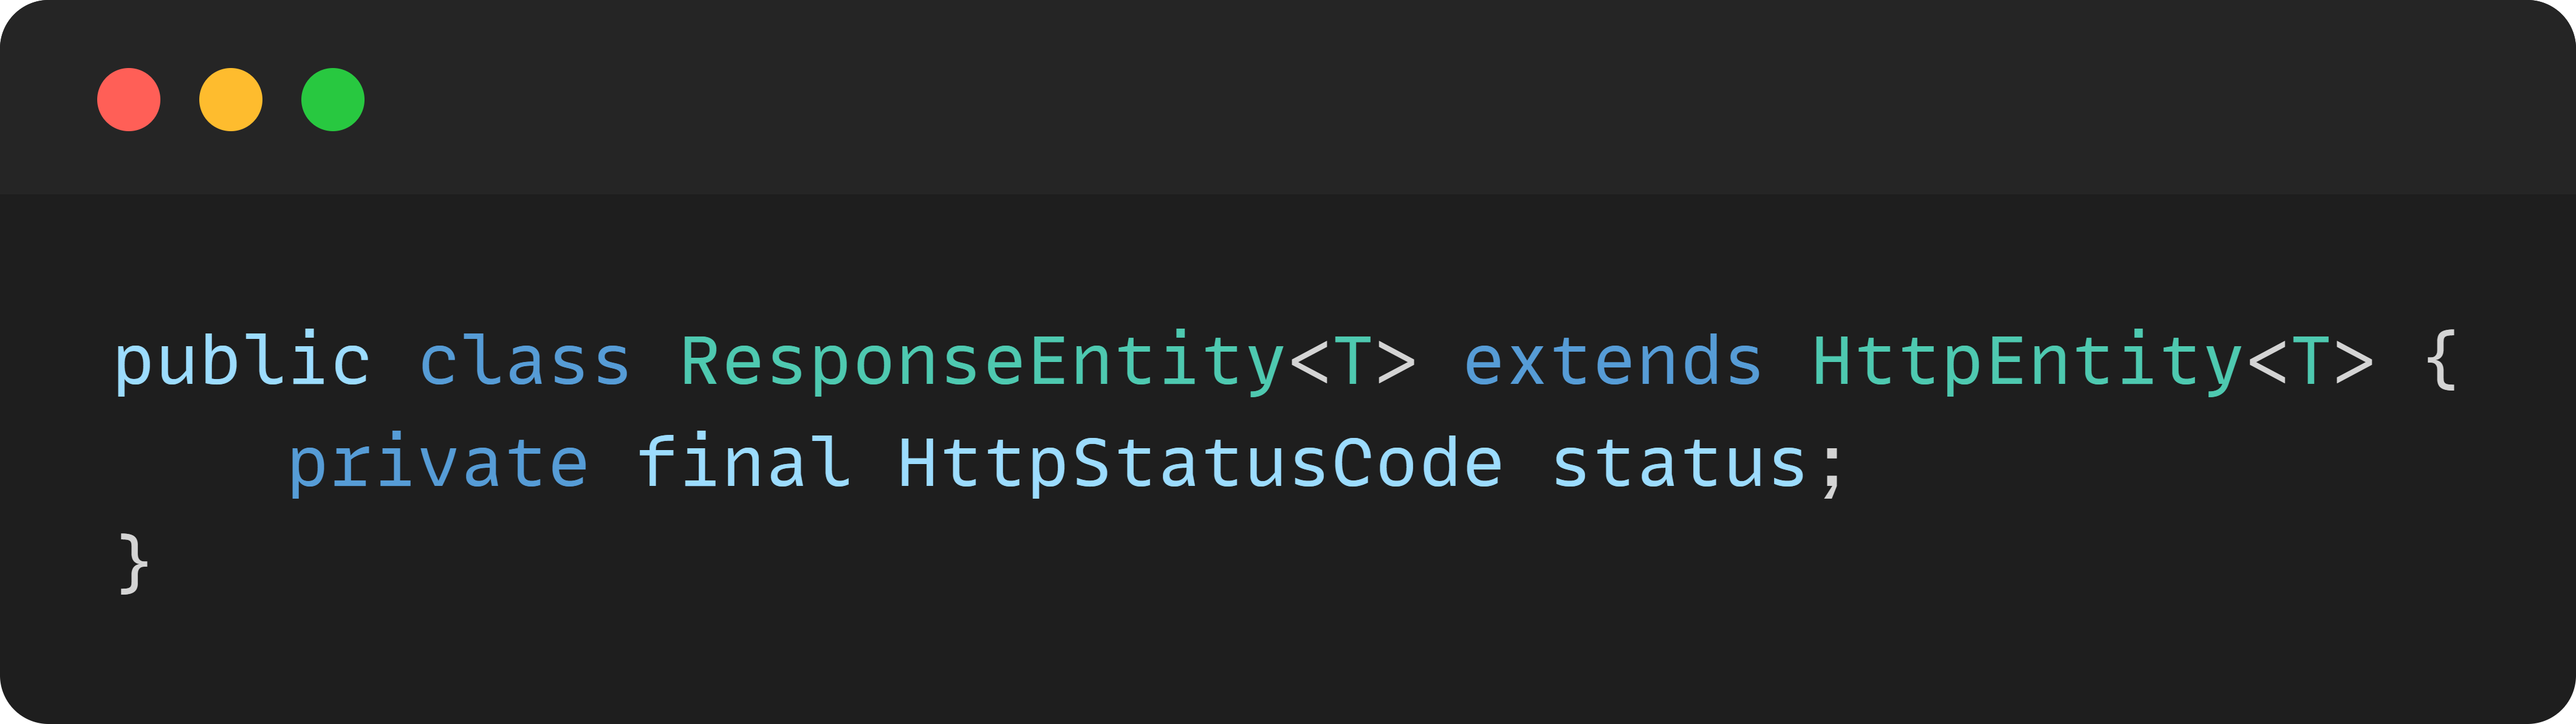 public class ResponseEntity<T> extends HttpEntity<T> {
    private final HttpStatusCode status;
}